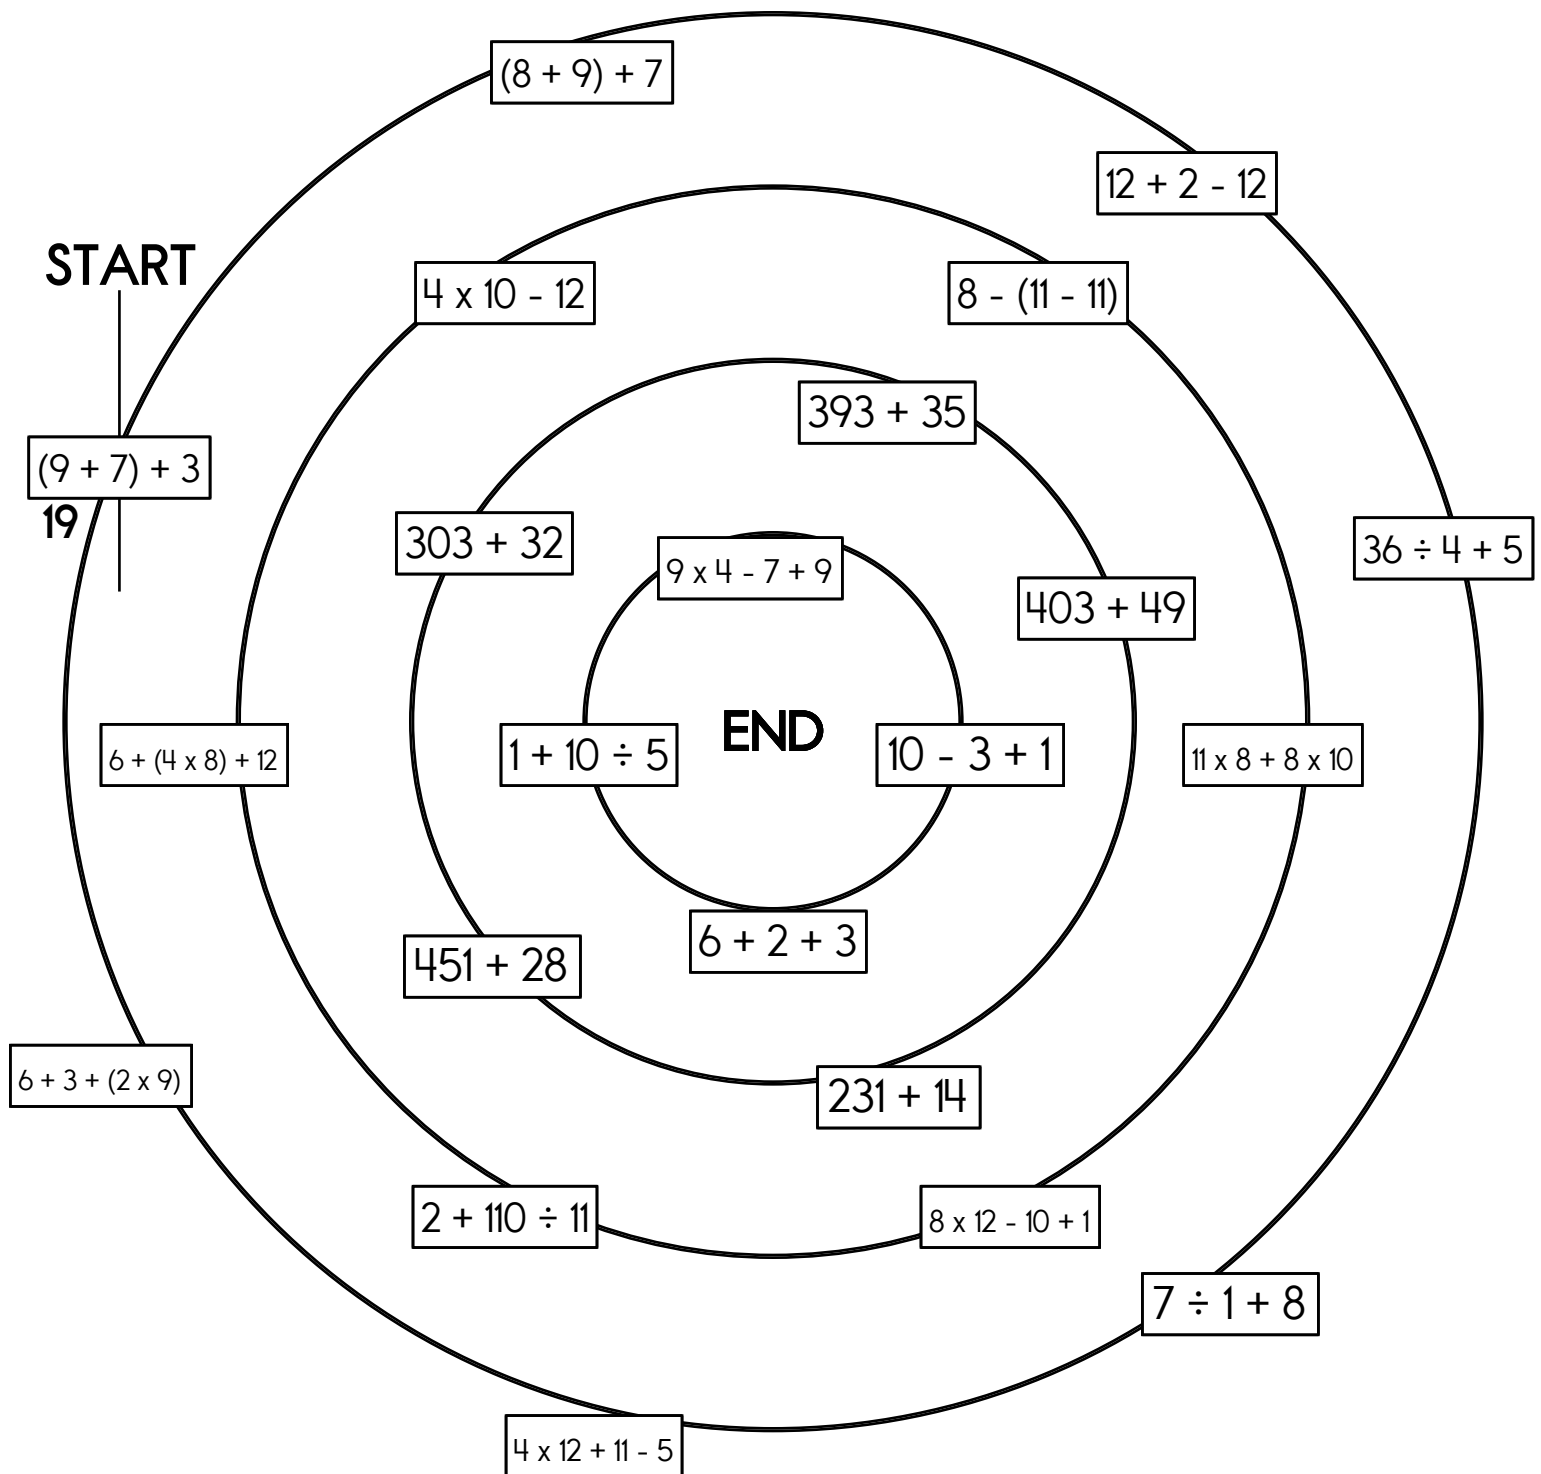 (8 + 9) + 7
12 + 2 - 12
START
4 x 10 - 12
8 - (11 - 11)
393 + 35
(9 + 7) + 3
19
303 + 32
36 ÷ 4 + 5
9 x 4 - 7 + 9
403 + 49
END
6 + (4 x 8) + 12
1 + 10 ÷ 5
10 - 3 + 1
11 x 8 + 8 x 10
6 + 2 + 3
451 + 28
6 + 3 + (2 x 9)
231 + 14
2 + 110 ÷ 11
8 x 12 - 10 + 1
7 ÷ 1 + 8
4 x 12 + 11 - 5